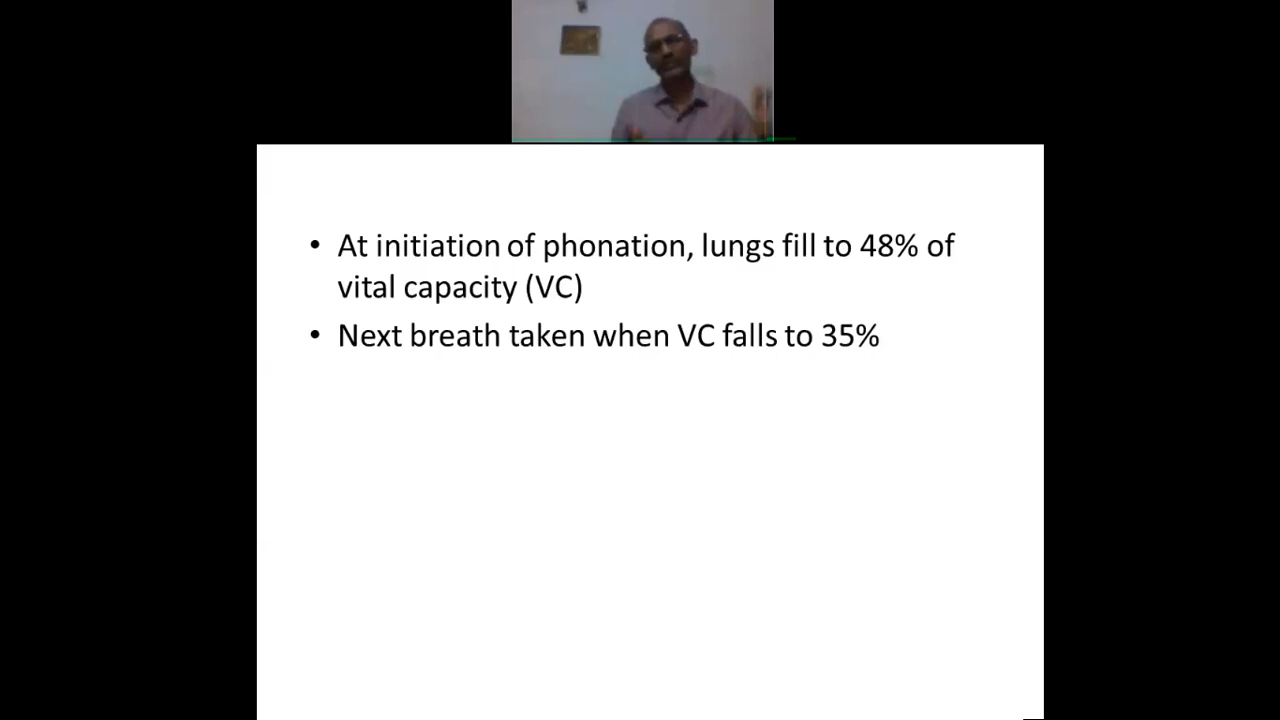 • At initiation of phonation, lungs fill to 48% of
vital capacity (VC)
• Next breath taken when VC falls to 35%